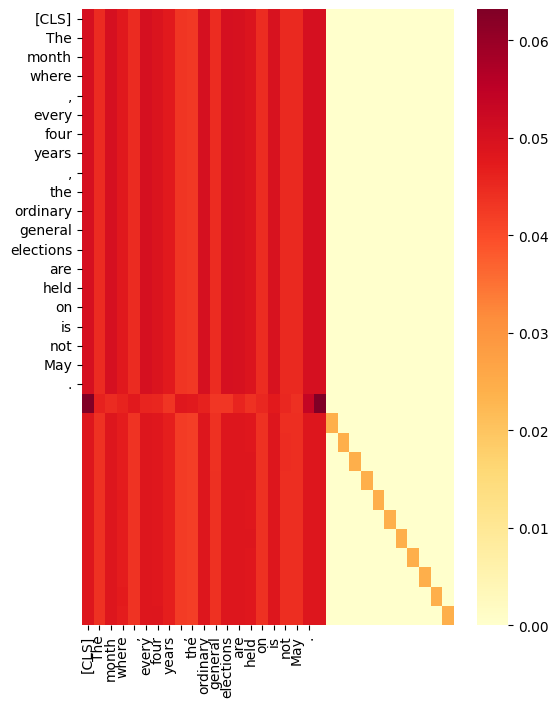 [CLS]
The
month
where
,
every
four
years
,
the
ordinary
general
elections
are
held
on
is
not
May
.
0.06
0.05
0.04
0.03
0.02
0.01
0.00
[CLS] The month where , every four years , the ordinary general elections are held on is not May .